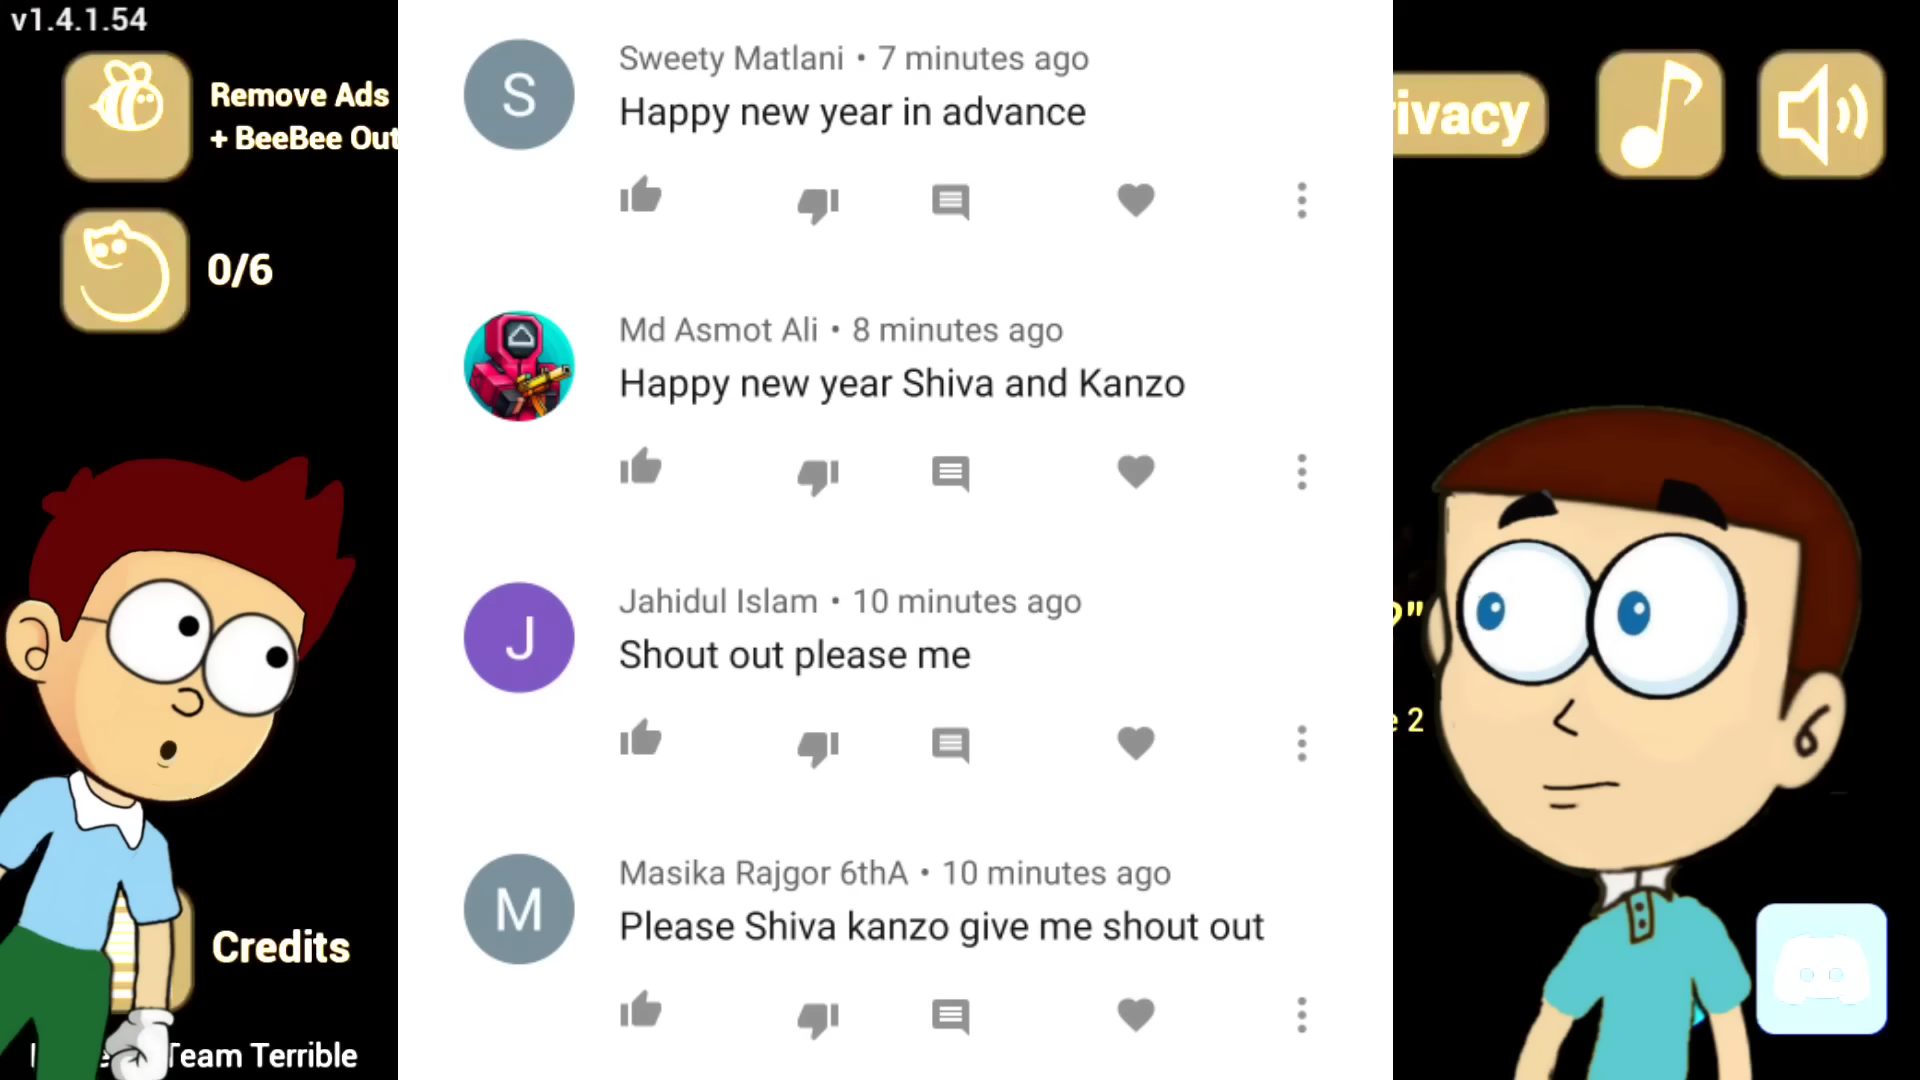 v1.4.1.54
Remove Ads
+ BeeBee Out
0/6
Credits
Team Terrible
S
Sweety Matlani • 7 minutes ago
Happy new year in advance
Md Asmot Ali • 8 minutes ago
Happy new year Shiva and Kanzo
J
Jahidul Islam • 10 minutes ago
Shout out please me
M
Masika Rajgor 6thA • 10 minutes ago
Please Shiva kanzo give me shout out
rivacy
e 2